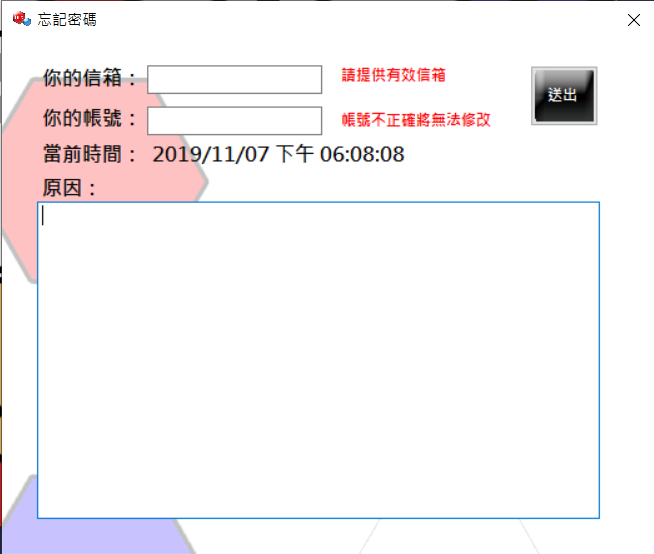 忘記密碼
你的信箱：
請提供有效信箱
送出
你的帳號：
帳號不正確將無法修改
當前時間： 2019/11/07 下午 06:08:08
原因：